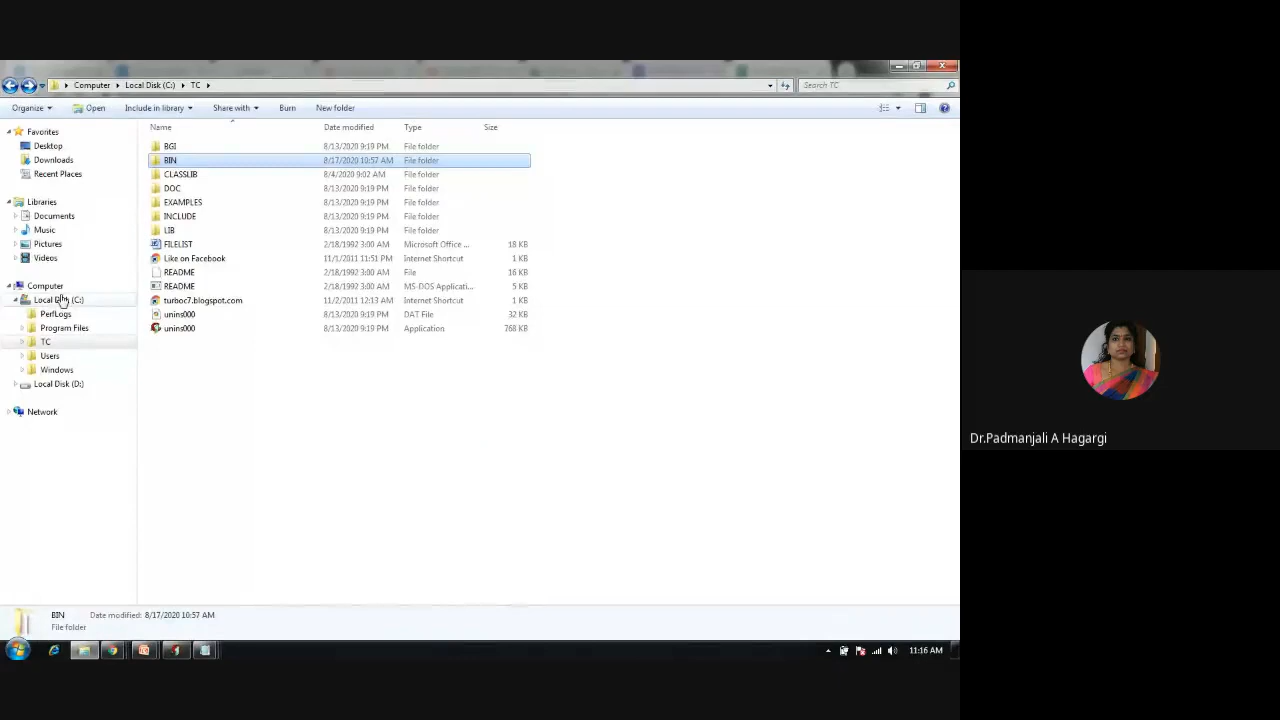 Computer Local Disk (C:) TC
Search TC
Organize Open Include in library Share with Burn New folder
Name Date modified Type Size
Favorites
Desktop
Downloads
Recent Places
Libraries
Documents
Music
Pictures
Videos
Computer
Local Disk (C:)
PerfLogs
Program Files
TC
Users
Windows
Local Disk (D:)
Network
BGI 8/13/2020 9:19 PM File folder
BIN 8/17/2020 10:57 AM File folder
CLASSLIB 8/4/2020 9:02 AM File folder
DOC 8/13/2020 9:19 PM File folder
EXAMPLES 8/13/2020 9:19 PM File folder
INCLUDE 8/13/2020 9:19 PM File folder
LIB 8/13/2020 9:19 PM File folder
FILELIST 2/18/1992 3:00 AM Microsoft Office ... 18 KB
Like on Facebook 11/1/2011 11:51 PM Internet Shortcut 1 KB
README 2/18/1992 3:00 AM File 16 KB
README 2/18/1992 3:00 AM MS-DOS Applicati... 5 KB
turboc7.blogspot.com 11/2/2011 12:13 AM Internet Shortcut 1 KB
unins000 8/13/2020 9:19 PM DAT File 32 KB
unins000 8/13/2020 9:19 PM Application 768 KB
BIN Date modified: 8/17/2020 10:57 AM
File folder
11:16 AM
Dr.Padmanjali A Hagargi